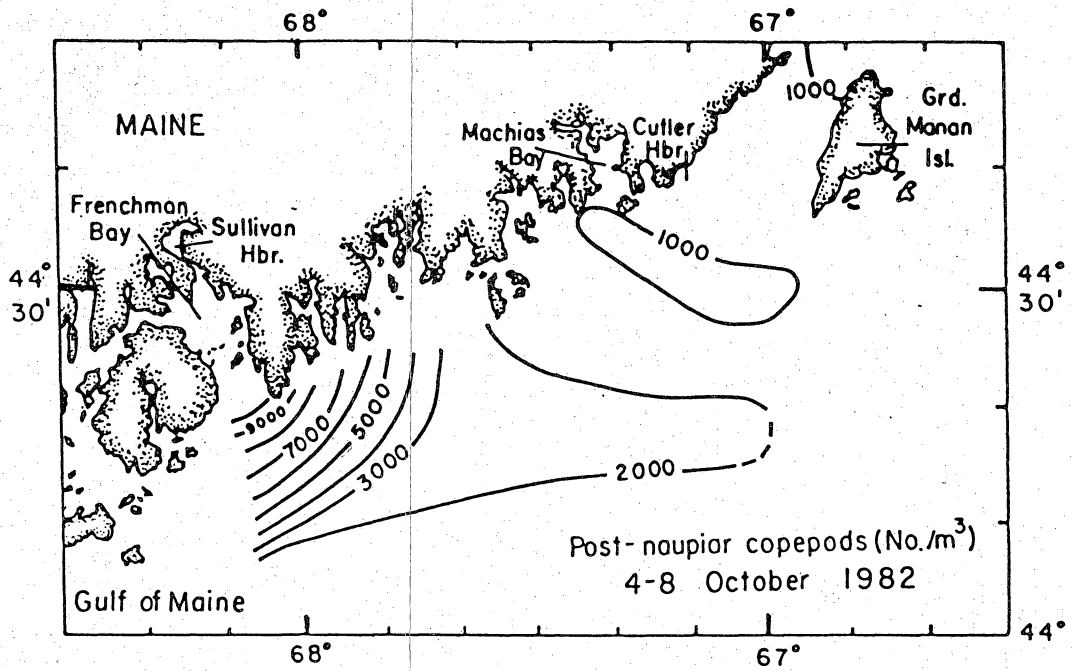 68°
67°
MAINE
1000
Grd.
Manan
Isl.
Machias
Bay
Cutler
Hbr.
Frenchman
Bay
Sullivan
Hbr.
1000
44°
30'
44°
30'
9000
7000
5000
3000
2000
Post-naupiar copepods (No./m³)
4-8 October 1982
Gulf of Maine
44°
68°
67°